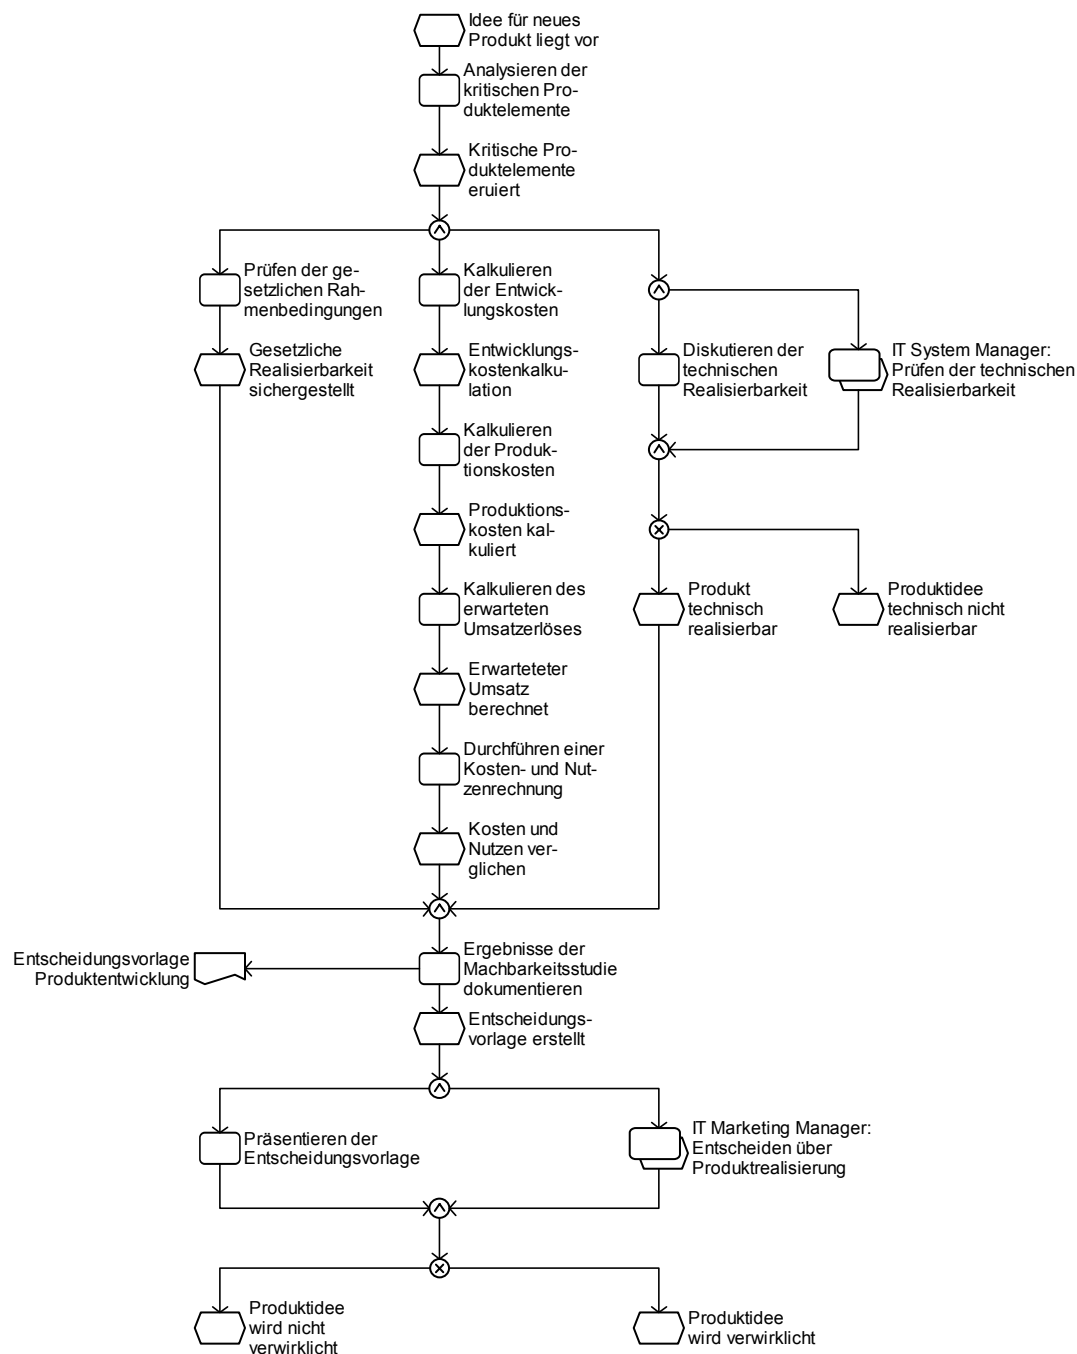 Idee für neues
Produkt liegt vor
Analysieren der
kritischen Pro-
duktelemente
Kritische Pro-
duktelemente
eruiert
Prüfen der ge-
setzlichen Rah-
menbedingungen
Kalkulieren
der Entwick-
lungskosten
Gesetzliche
Realisierbarkeit
sichergestellt
Entwicklungs-
kostenkalku-
lation
Diskutieren der
technischen
Realisierbarkeit
IT System Manager:
Prüfen der technischen
Realisierbarkeit
Kalkulieren
der Produk-
tionskosten
Produktions-
kosten kal-
kuliert
Kalkulieren des
erwarteten
Umsatzerlöses
Produkt
technisch
realisierbar
Produktidee
technisch nicht
realisierbar
Erwarteteter
Umsatz
berechnet
Durchführen einer
Kosten- und Nut-
zenrechnung
Kosten und
Nutzen ver-
glichen
Entscheidungsvorlage
Produktentwicklung
Ergebnisse der
Machbarkeitsstudie
dokumentieren
Entscheidungs-
vorlage erstellt
Präsentieren der
Entscheidungsvorlage
IT Marketing Manager:
Entscheiden über
Produktrealisierung
Produktidee
wird nicht
verwirklicht
Produktidee
wird verwirklicht